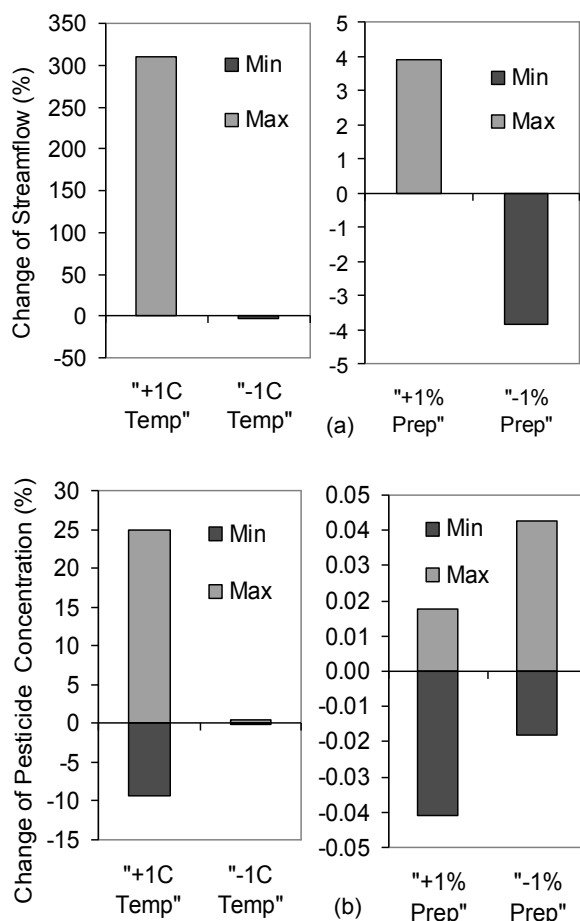 Change of Streamflow (%)
350
300
250
200
150
100
50
0
-50
Min
Max
"+1C
Temp"
"-1C
Temp"
5
4
3
2
1
0
-1
-2
-3
-4
-5
Min
Max
"+1%
Prep"
"-1%
Prep"
(a)
Change of Pesticide Concentration (%)
30
25
20
15
10
5
0
-5
-10
-15
Min
Max
"+1C
Temp"
"-1C
Temp"
0.05
0.04
0.03
0.02
0.01
0.00
-0.01
-0.02
-0.03
-0.04
-0.05
Min
Max
"+1%
Prep"
"-1%
Prep"
(b)